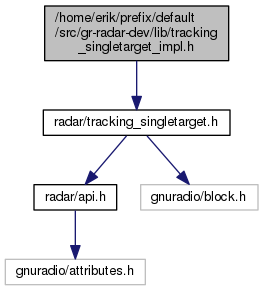 /home/erik/prefix/default
/src/gr-radar-dev/lib/tracking
_singletarget_impl.h
radar/tracking_singletarget.h
radar/api.h
gnuradio/block.h
gnuradio/attributes.h